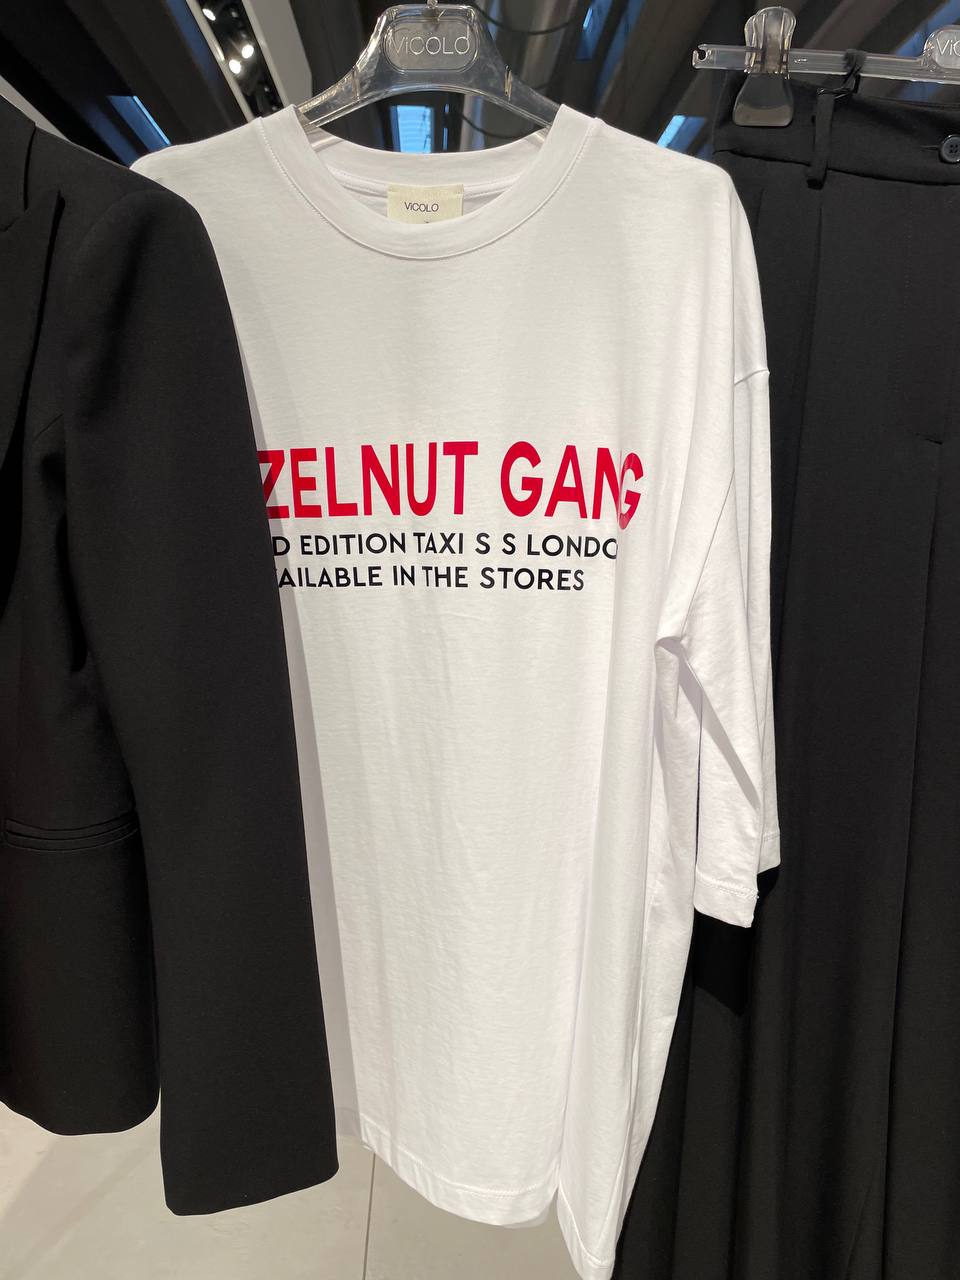 ViCOLO
ViCOLO
ZELNUT GANG
D EDITION TAXI S S LONDO
AILABLE IN THE STORES